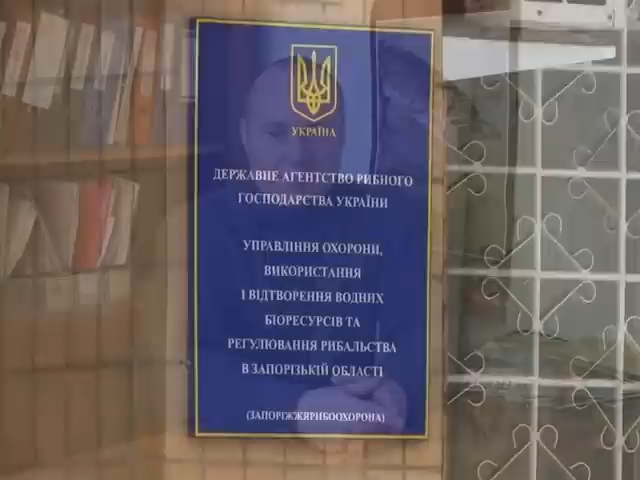 УКРАЇНА
ДЕРЖАВНЕ АГЕНТСТВО РИБНОГО
ГОСПОДАРСТВА УКРАЇНИ
УПРАВЛІННЯ ОХОРОНИ,
ВИКОРИСТАННЯ
І ВІДТВОРЕННЯ ВОДНИХ
БІОРЕСУРСІВ ТА
РЕГУЛЮВАННЯ РИБАЛЬСТВА
В ЗАПОРІЗЬКІЙ ОБЛАСТІ
(ЗАПОРІЖЖЯРИБООХОРОНА)